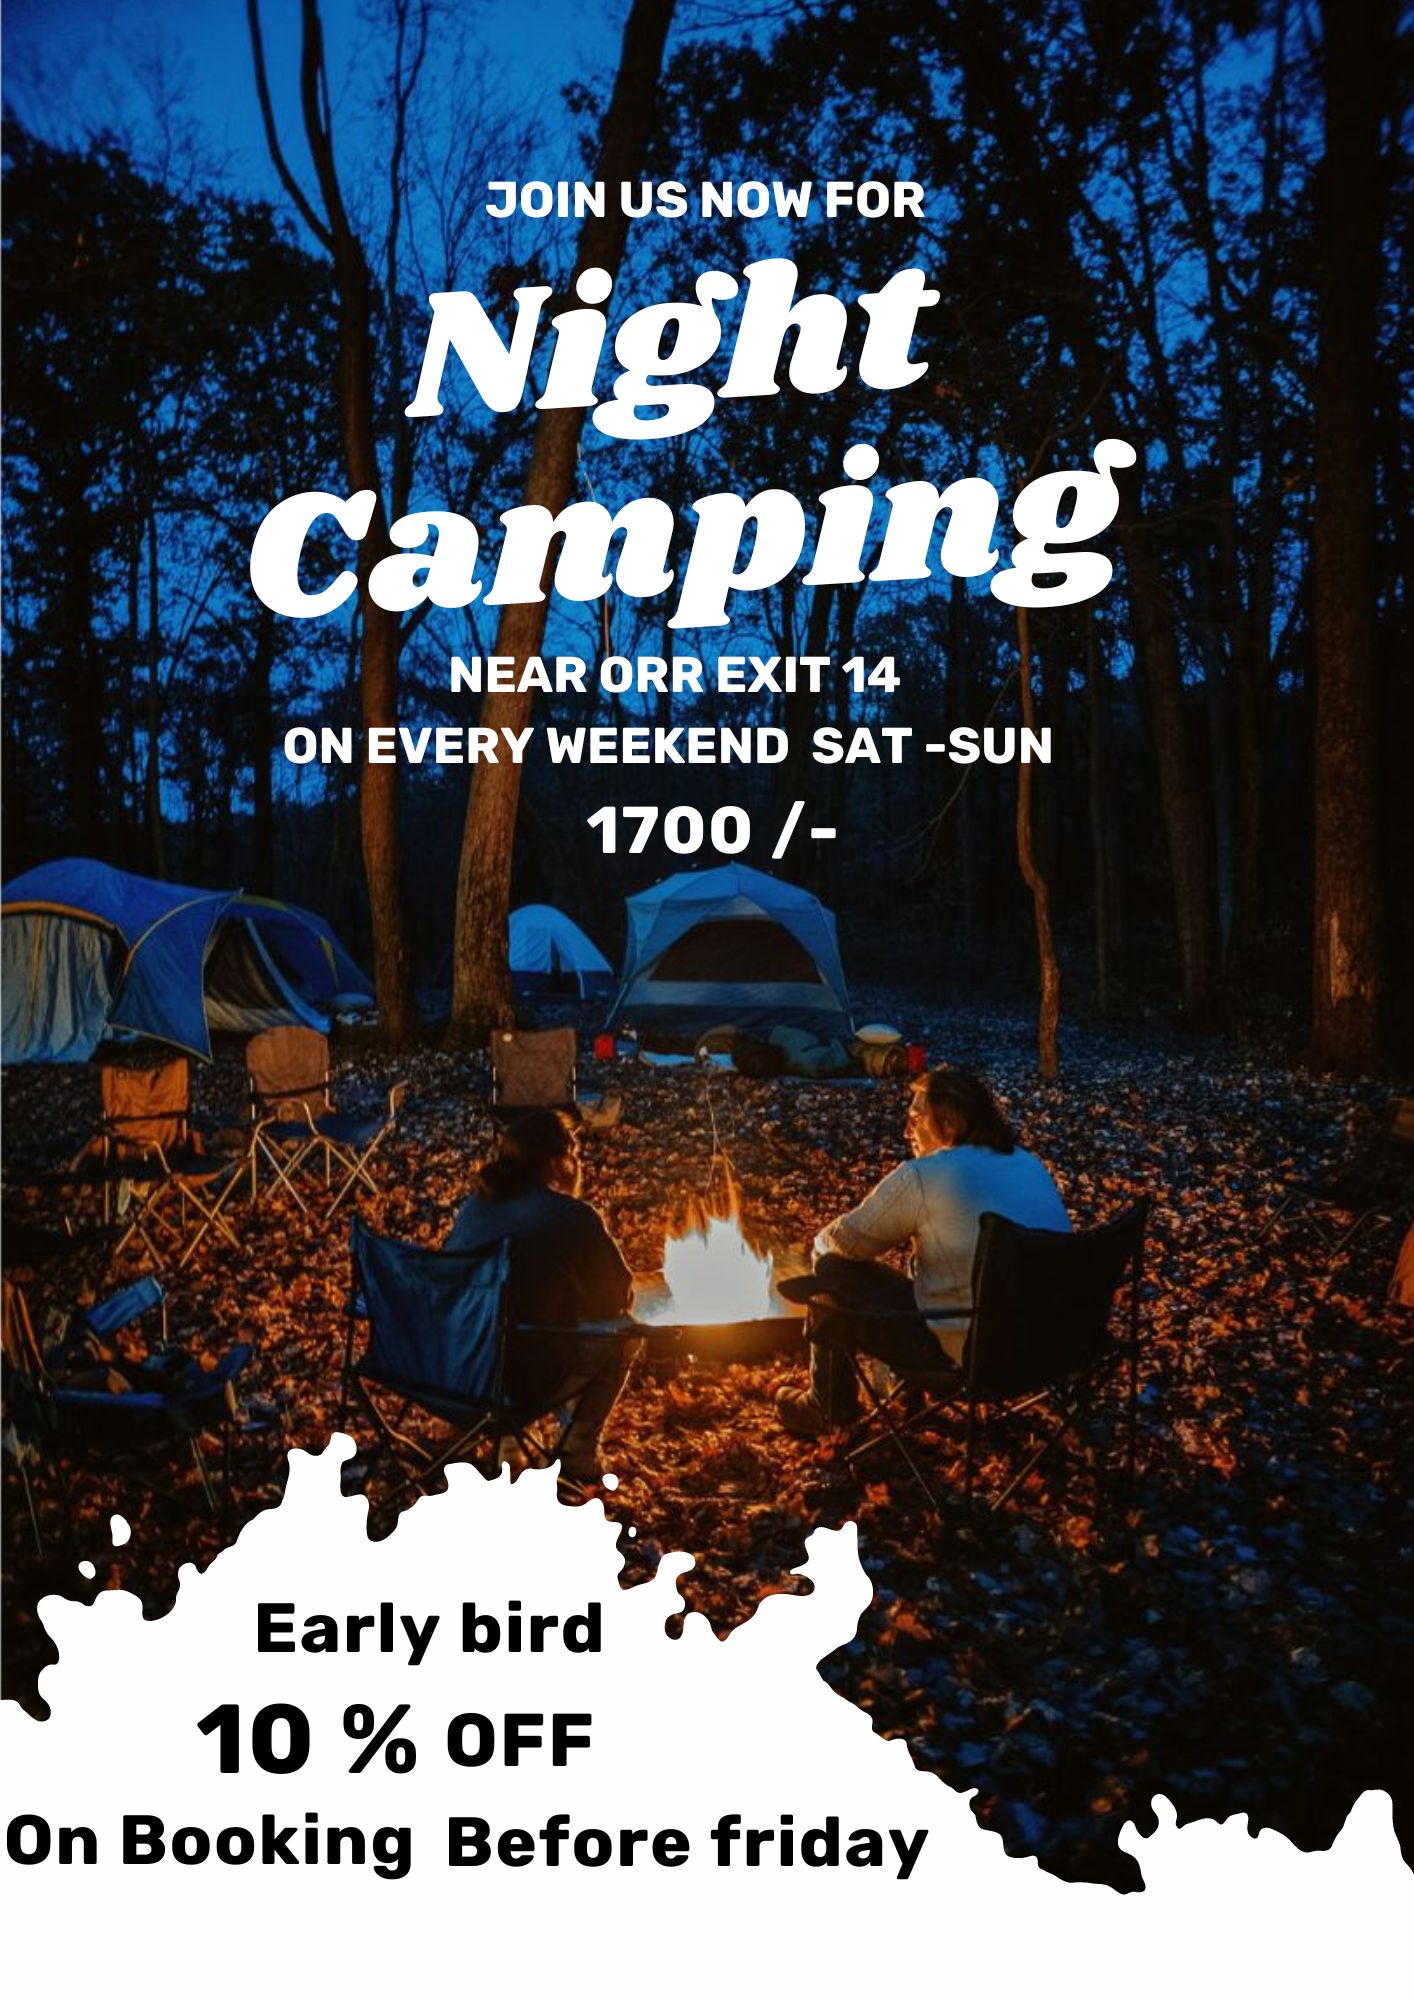 JOIN US NOW FOR
Night
Camping
NEAR ORR EXIT 14
ON EVERY WEEKEND  SAT -SUN
1700 /-
Early bird
10 % OFF
On Booking Before friday